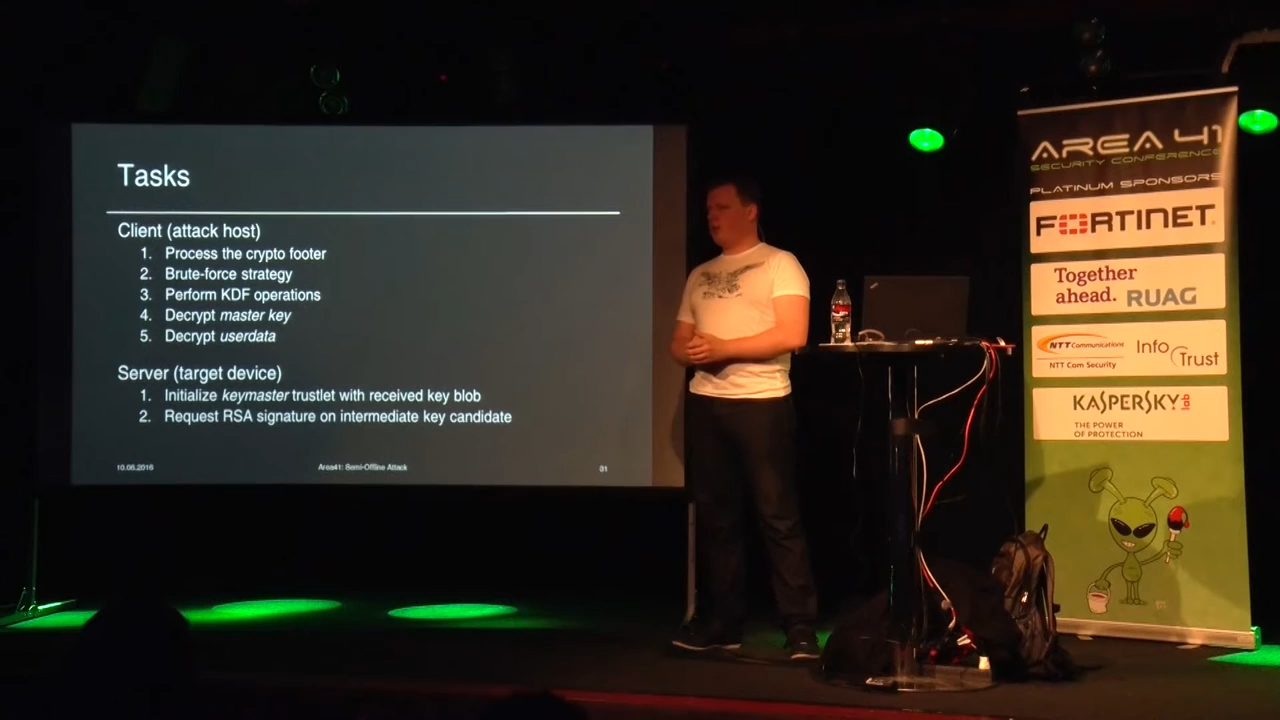 Tasks
Client (attack host)
1. Process the crypto footer
2. Brute-force strategy
3. Perform KDF operations
4. Decrypt master key
5. Decrypt userdata
Server (target device)
1. Initialize keymaster trustlet with received key blob
2. Request RSA signature on intermediate key candidate
10.06.2016 Area41: Semi-Offline Attack 31
AREA 41
SECURITY CONFERENCE
PLATINUM SPONSORS
FORTINET
Together
ahead. RUAG
NTT Communications
NTT Com Security
Info Trust
KASPERSKY lab
THE POWER
OF PROTECTION